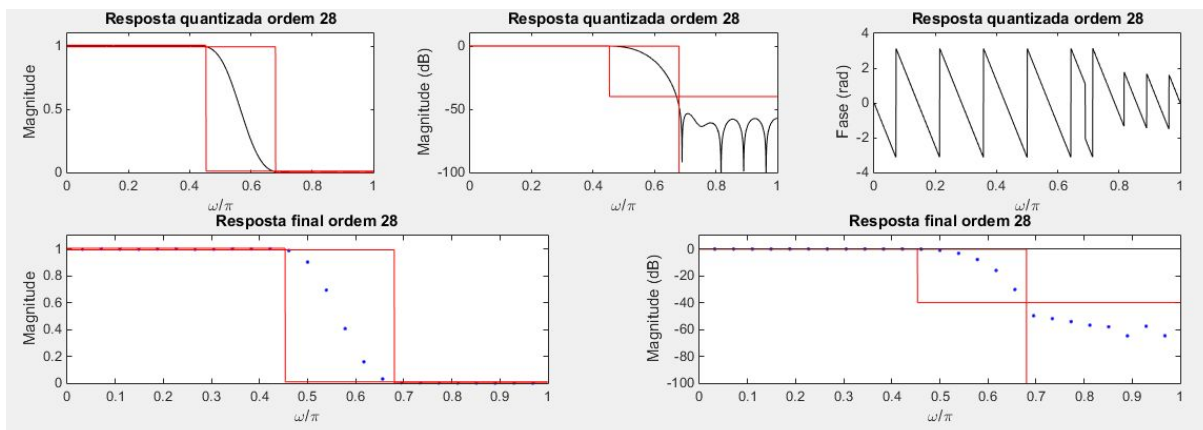 Resposta quantizada ordem 28
Magnitude
1
0.5
0
0 0.2 0.4 0.6 0.8 1
ω/π
Resposta quantizada ordem 28
Magnitude (dB)
0
-50
-100
0 0.2 0.4 0.6 0.8 1
ω/π
Resposta quantizada ordem 28
Fase (rad)
4
2
0
-2
-4
0 0.2 0.4 0.6 0.8 1
ω/π
Resposta final ordem 28
Magnitude
1
0.8
0.6
0.4
0.2
0
0 0.1 0.2 0.3 0.4 0.5 0.6 0.7 0.8 0.9 1
ω/π
Resposta final ordem 28
Magnitude (dB)
0
-20
-40
-60
-80
-100
0 0.1 0.2 0.3 0.4 0.5 0.6 0.7 0.8 0.9 1
ω/π